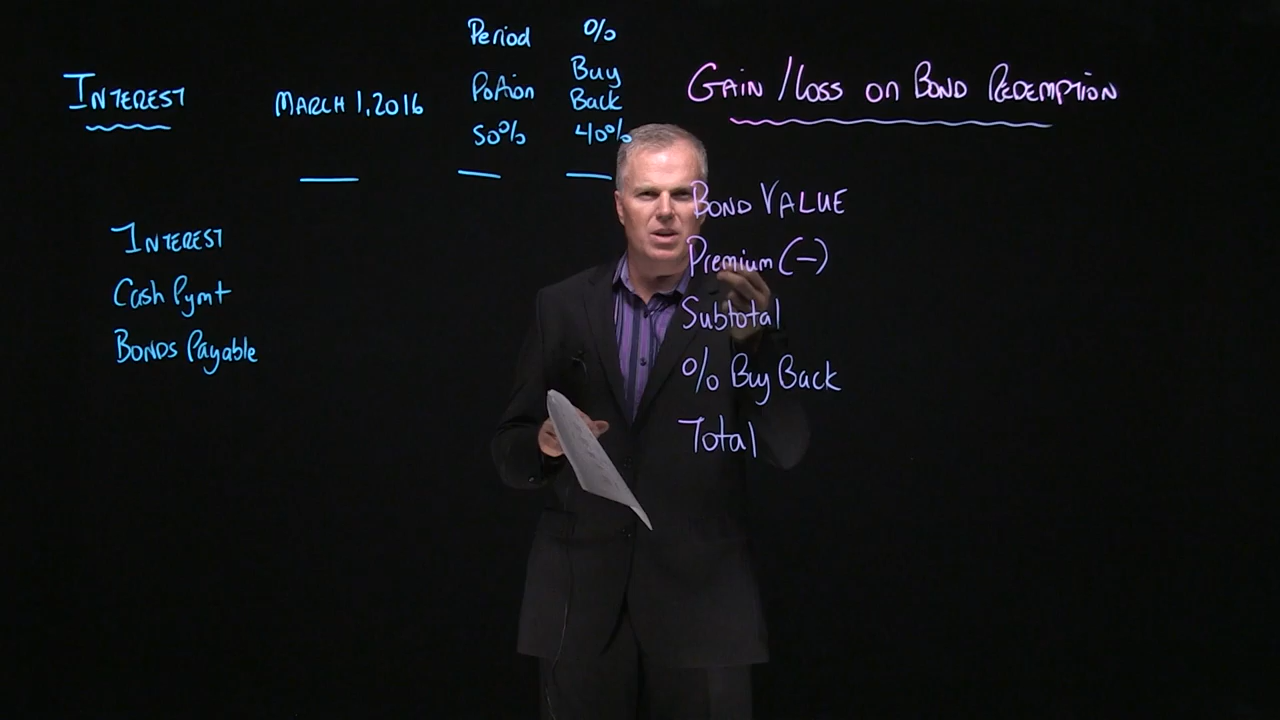 INTEREST
MARCH 1, 2016
Period
Potion
50%
%
Buy
Back
40%
Interest
Cash Pymt
Bonds Payable
GAIN / LOSS ON BOND REDEMPTION
BOND VALUE
Premium (-)
Subtotal
% Buy Back
Total